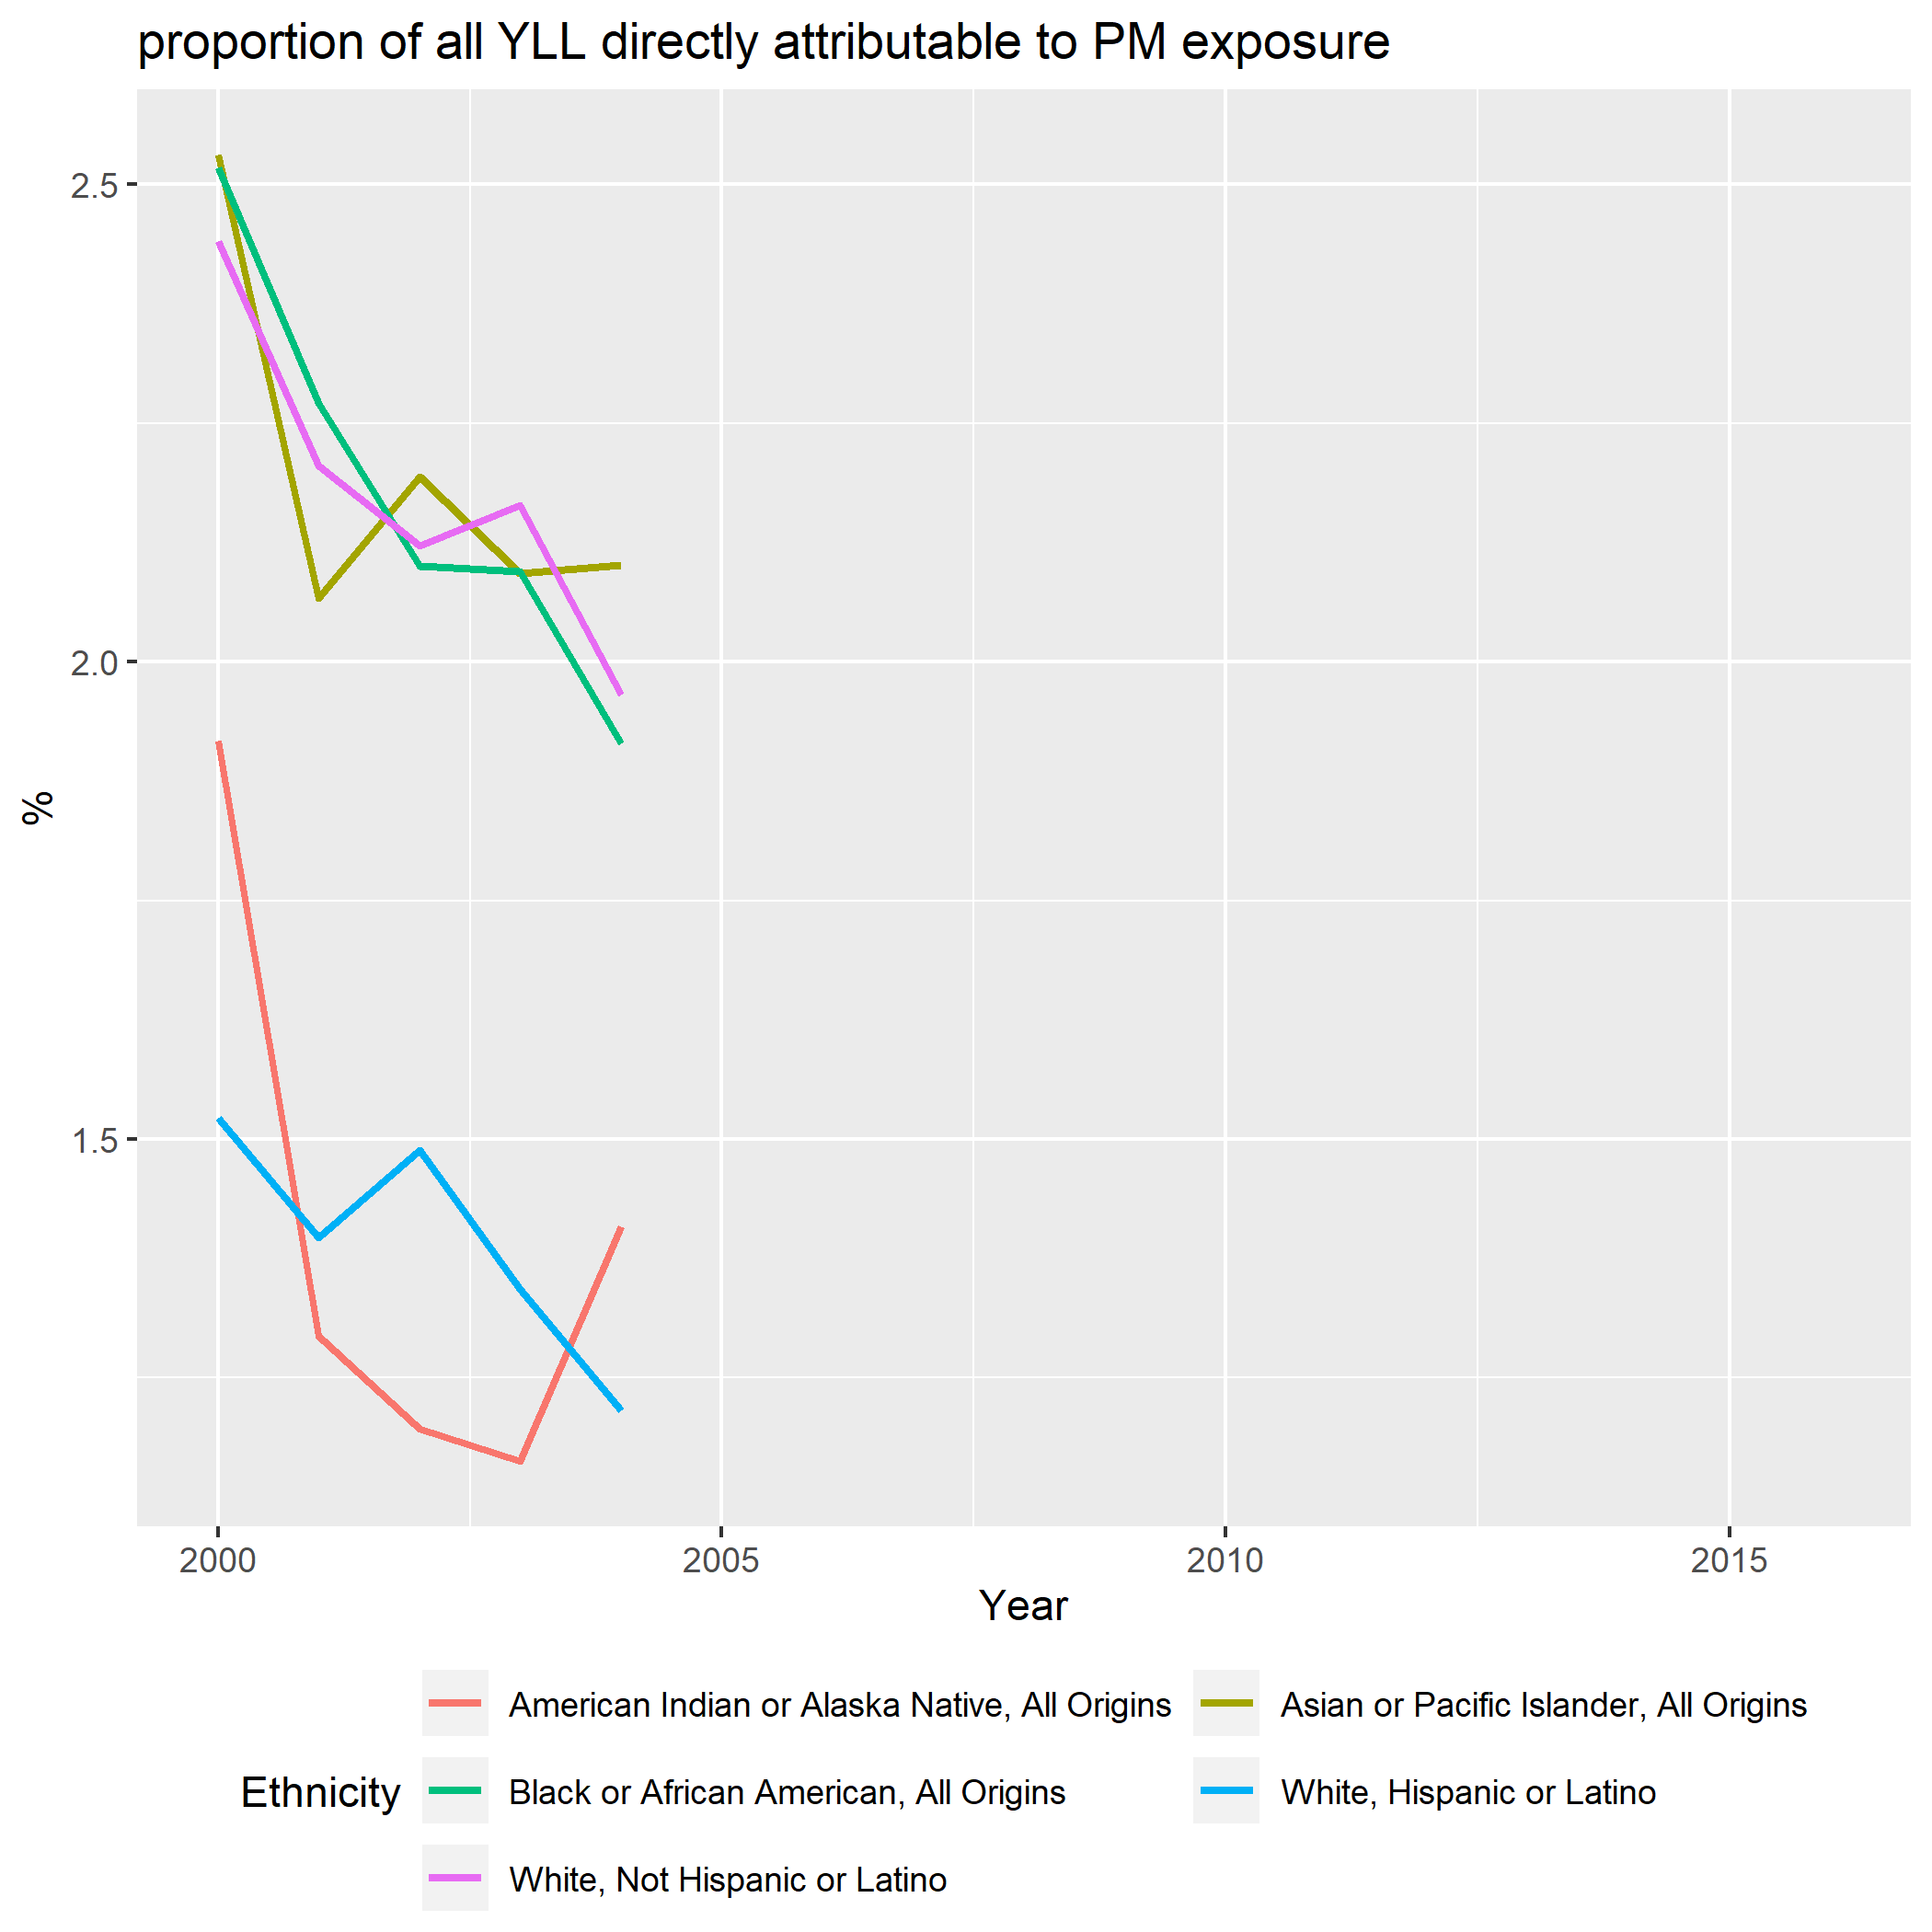 proportion of all YLL directly attributable to PM exposure
2.5
2.0
1.5
%
2000 2005 2010 2015
Year
Ethnicity
American Indian or Alaska Native, All Origins
Asian or Pacific Islander, All Origins
Black or African American, All Origins
White, Hispanic or Latino
White, Not Hispanic or Latino